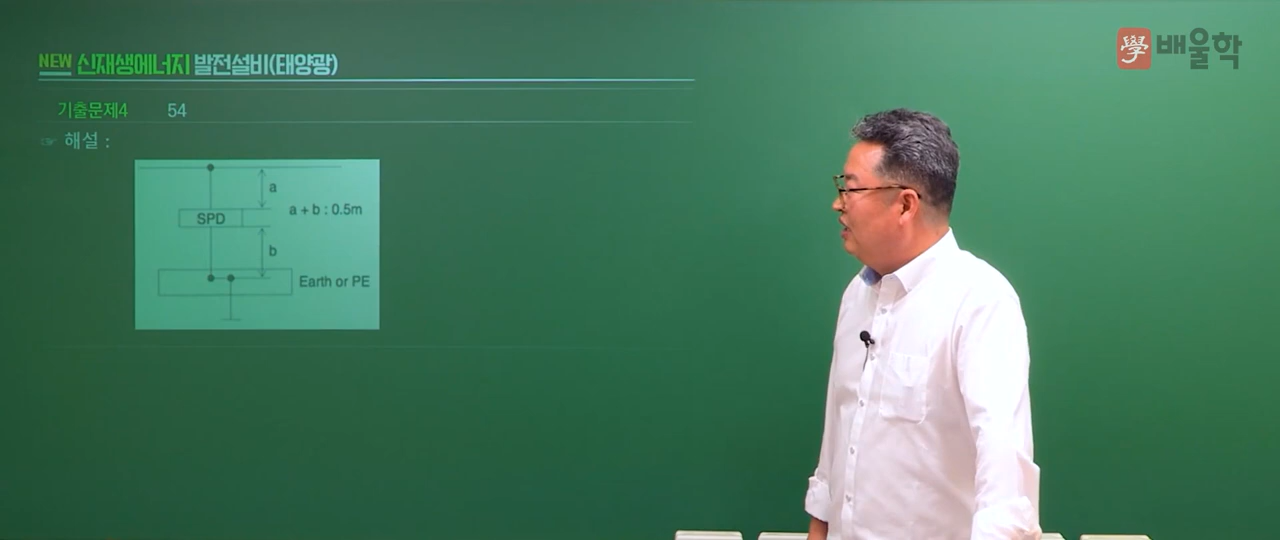 學 배울학
NEW 신재생에너지 발전설비(태양광)
기출문제4 54
☞ 해설 :
a
SPD
a + b : 0.5m
b
Earth or PE